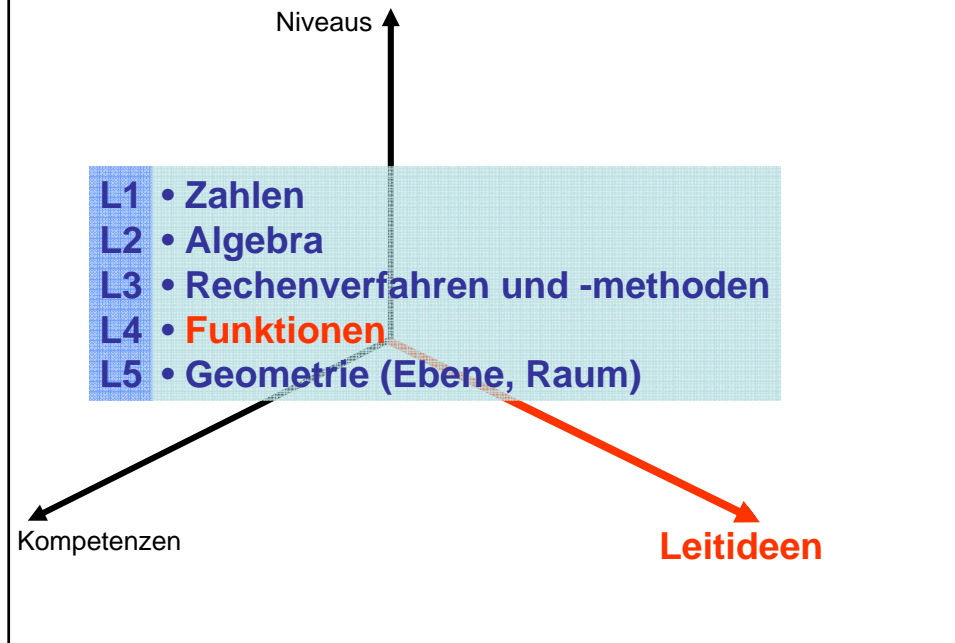 Niveaus
L1 • Zahlen
L2 • Algebra
L3 • Rechenverfahren und -methoden
L4 • Funktionen
L5 • Geometrie (Ebene, Raum)
Kompetenzen
Leitideen